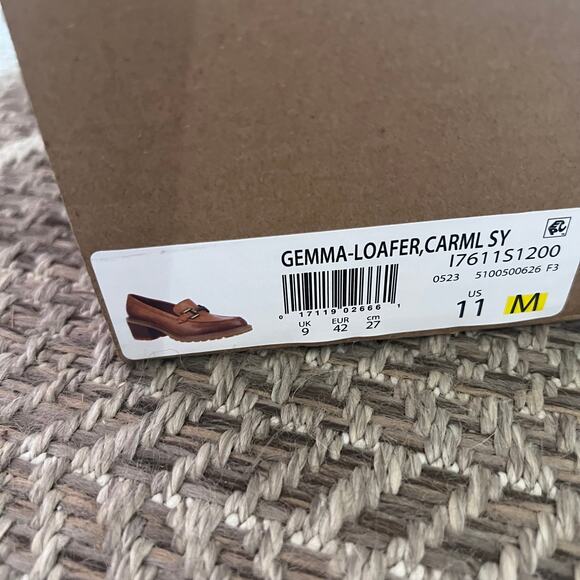 GEMMA-LOAFER,CARML SY
I7611S1200
0523 5100500626 F3
0 17119 02666 1
UK EUR cm US
9 42 27 11 M